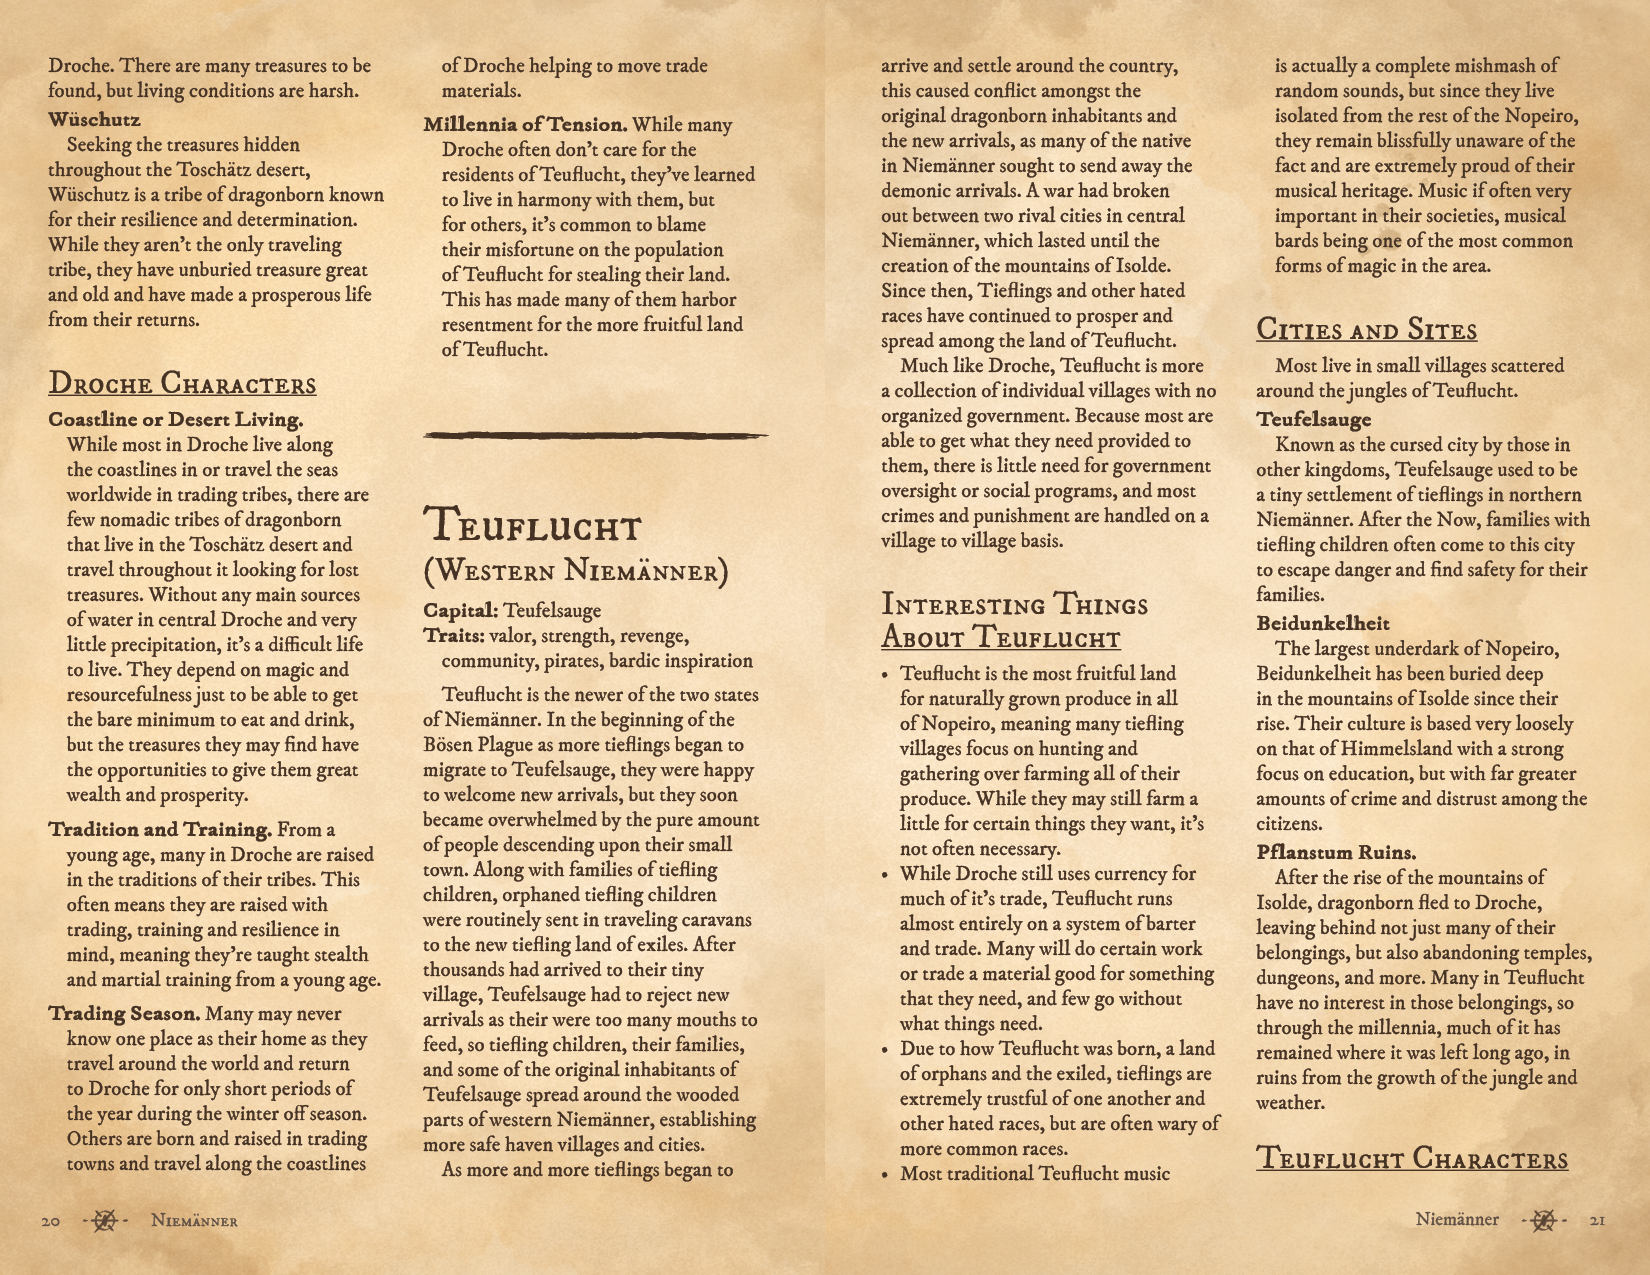 Droche. There are many treasures to be
found, but living conditions are harsh.
Wüschutz
Seeking the treasures hidden
throughout the Toschätz desert,
Wüschutz is a tribe of dragonborn known
for their resilience and determination.
While they aren't the only traveling
tribe, they have unburied treasure great
and old and have made a prosperous life
from their returns.
Droche Characters
Coastline or Desert Living.
While most in Droche live along
the coastlines in or travel the seas
worldwide in trading tribes, there are
few nomadic tribes of dragonborn
that live in the Toschätz desert and
travel throughout it looking for lost
treasures. Without any main sources
of water in central Droche and very
little precipitation, it's a difficult life
to live. They depend on magic and
resourcefulness just to be able to get
the bare minimum to eat and drink,
but the treasures they may find have
the opportunities to give them great
wealth and prosperity.
Tradition and Training. From a
young age, many in Droche are raised
in the traditions of their tribes. This
often means they are raised with
trading, training and resilience in
mind, meaning they're taught stealth
and martial training from a young age.
Trading Season. Many may never
know one place as their home as they
travel around the world and return
to Droche for only short periods of
the year during the winter off season.
Others are born and raised in trading
towns and travel along the coastlines
of Droche helping to move trade
materials.
Millennia of Tension. While many
Droche often don't care for the
residents of Teuflucht, they've learned
to live in harmony with them, but
for others, it's common to blame
their misfortune on the population
of Teuflucht for stealing their land.
This has made many of them harbor
resentment for the more fruitful land
of Teuflucht.
Teuflucht
(Western Niemänner)
Capital: Teufelsauge
Traits: valor, strength, revenge,
community, pirates, bardic inspiration
Teuflucht is the newer of the two states
of Niemänner. In the beginning of the
Bösen Plague as more tieflings began to
migrate to Teufelsauge, they were happy
to welcome new arrivals, but they soon
became overwhelmed by the pure amount
of people descending upon their small
town. Along with families of tiefling
children, orphaned tiefling children
were routinely sent in traveling caravans
to the new tiefling land of exiles. After
thousands had arrived to their tiny
village, Teufelsauge had to reject new
arrivals as their were too many mouths to
feed, so tiefling children, their families,
and some of the original inhabitants of
Teufelsauge spread around the wooded
parts of western Niemänner, establishing
more safe haven villages and cities.
As more and more tieflings began to
20
Niemänner
arrive and settle around the country,
this caused conflict amongst the
original dragonborn inhabitants and
the new arrivals, as many of the native
in Niemänner sought to send away the
demonic arrivals. A war had broken
out between two rival cities in central
Niemänner, which lasted until the
creation of the mountains of Isolde.
Since then, Tieflings and other hated
races have continued to prosper and
spread among the land of Teuflucht.
Much like Droche, Teuflucht is more
a collection of individual villages with no
organized government. Because most are
able to get what they need provided to
them, there is little need for government
oversight or social programs, and most
crimes and punishment are handled on a
village to village basis.
Interesting Things
About Teuflucht
• Teuflucht is the most fruitful land
for naturally grown produce in all
of Nopeiro, meaning many tiefling
villages focus on hunting and
gathering over farming all of their
produce. While they may still farm a
little for certain things they want, it's
not often necessary.
• While Droche still uses currency for
much of it's trade, Teuflucht runs
almost entirely on a system of barter
and trade. Many will do certain work
or trade a material good for something
that they need, and few go without
what things need.
• Due to how Teuflucht was born, a land
of orphans and the exiled, tieflings are
extremely trustful of one another and
other hated races, but are often wary of
more common races.
• Most traditional Teuflucht music
is actually a complete mishmash of
random sounds, but since they live
isolated from the rest of the Nopeiro,
they remain blissfully unaware of the
fact and are extremely proud of their
musical heritage. Music if often very
important in their societies, musical
bards being one of the most common
forms of magic in the area.
Cities and Sites
Most live in small villages scattered
around the jungles of Teuflucht.
Teufelsauge
Known as the cursed city by those in
other kingdoms, Teufelsauge used to be
a tiny settlement of tieflings in northern
Niemänner. After the Now, families with
tiefling children often come to this city
to escape danger and find safety for their
families.
Beidunkelheit
The largest underdark of Nopeiro,
Beidunkelheit has been buried deep
in the mountains of Isolde since their
rise. Their culture is based very loosely
on that of Himmelsland with a strong
focus on education, but with far greater
amounts of crime and distrust among the
citizens.
Pflanstum Ruins.
After the rise of the mountains of
Isolde, dragonborn fled to Droche,
leaving behind not just many of their
belongings, but also abandoning temples,
dungeons, and more. Many in Teuflucht
have no interest in those belongings, so
through the millennia, much of it has
remained where it was left long ago, in
ruins from the growth of the jungle and
weather.
Teuflucht Characters
Niemänner
21